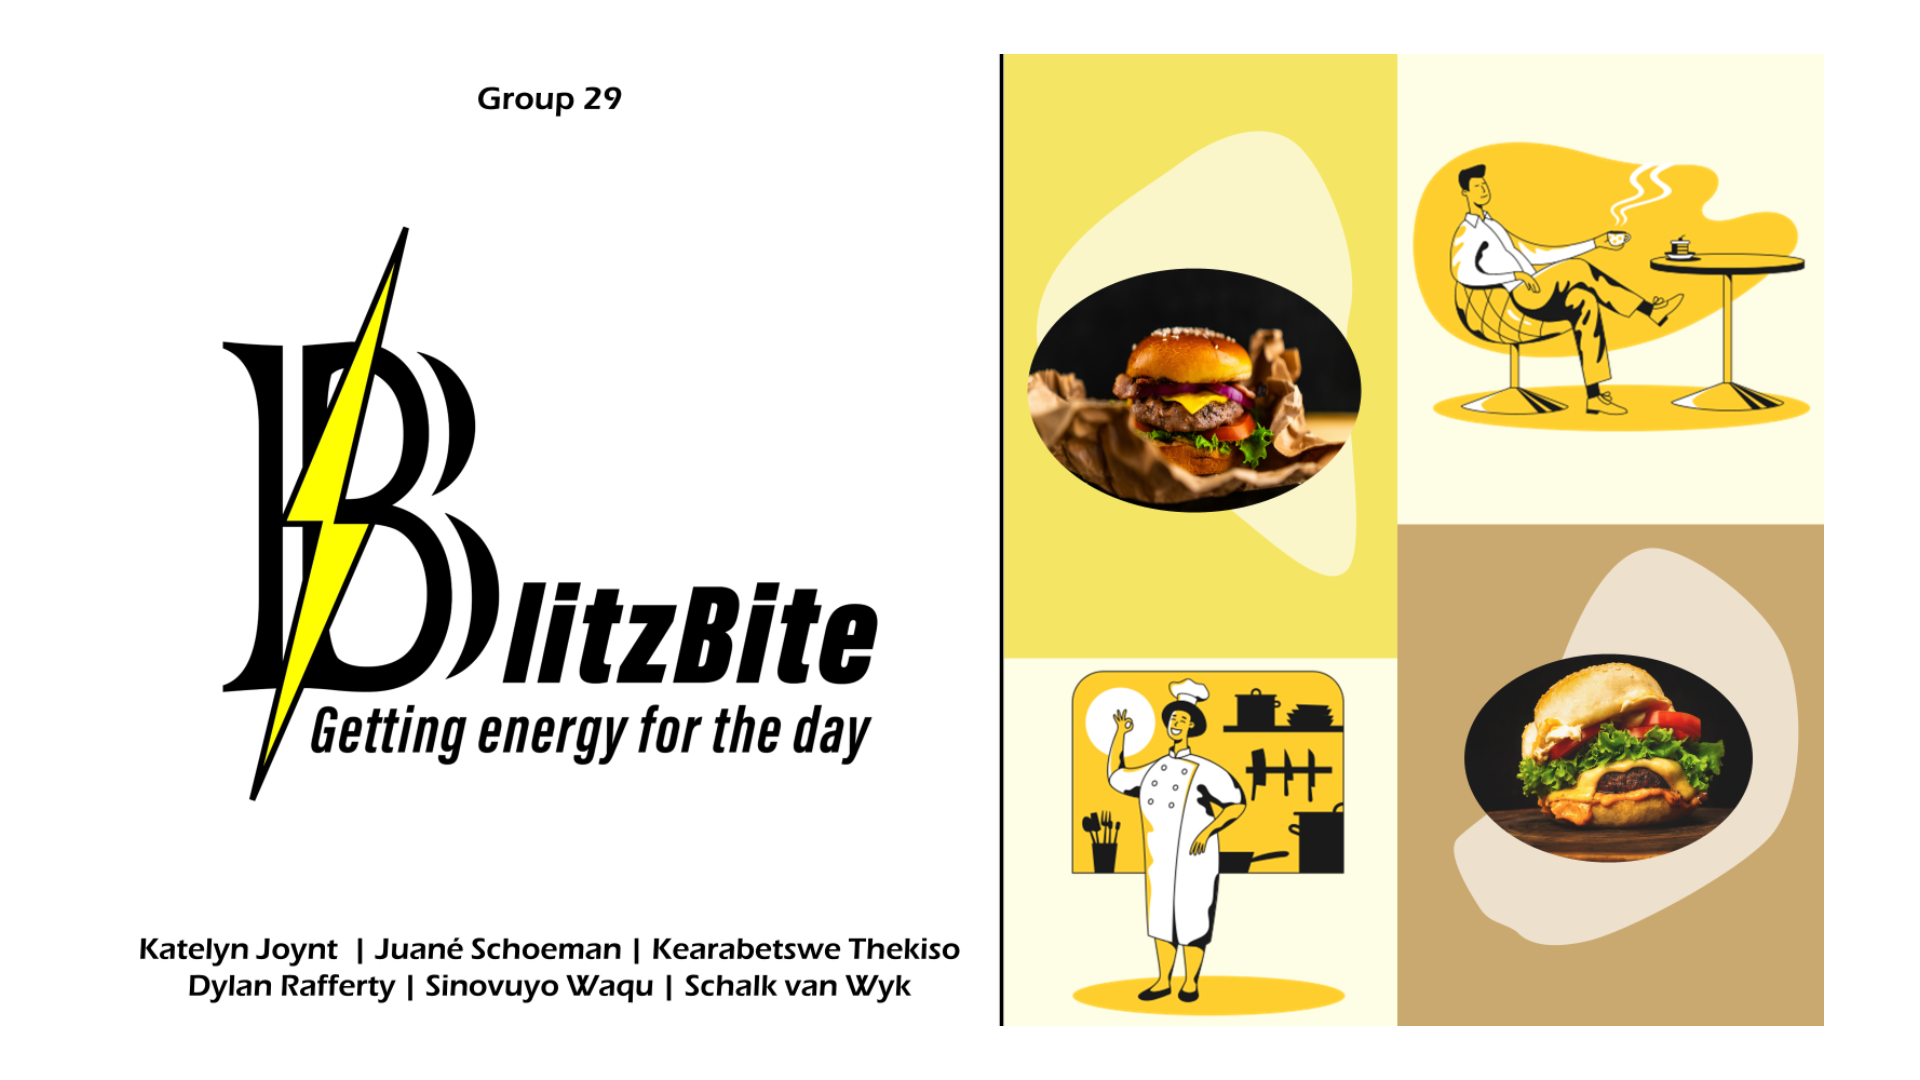 Group 29
BlitzBite
Getting energy for the day
Katelyn Joynt | Juané Schoeman | Kearabetswe Thekiso
Dylan Rafferty | Sinovuyo Waqu | Schalk van Wyk